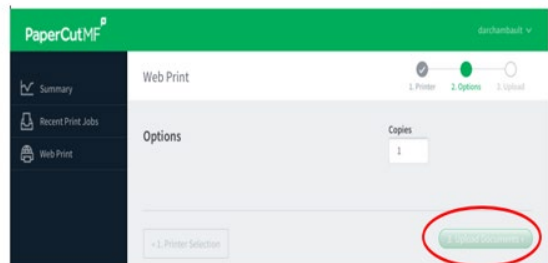 PaperCutMF
darchambault
Summary
Recent Print Jobs
Web Print
Web Print
1. Printer 2. Options 3. Upload
Options
Copies
1
« 1. Printer Selection
3. Upload Documents »